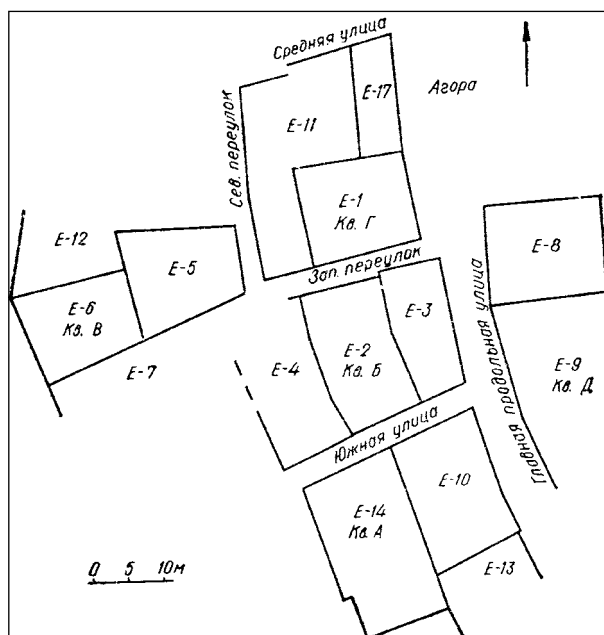 Средняя улица
Агора
Е-17
Е-11
Сев. переулок
Е-1
Кв. Г
Зап. переулок
Е-12
Е-5
Е-6
Кв. В
Е-7
Е-8
Главная продольная улица
Е-3
Е-2
Кв. Б
Е-4
Е-9
Кв. Д
Южная улица
Е-10
Е-14
Кв. А
Е-13
0 5 10м